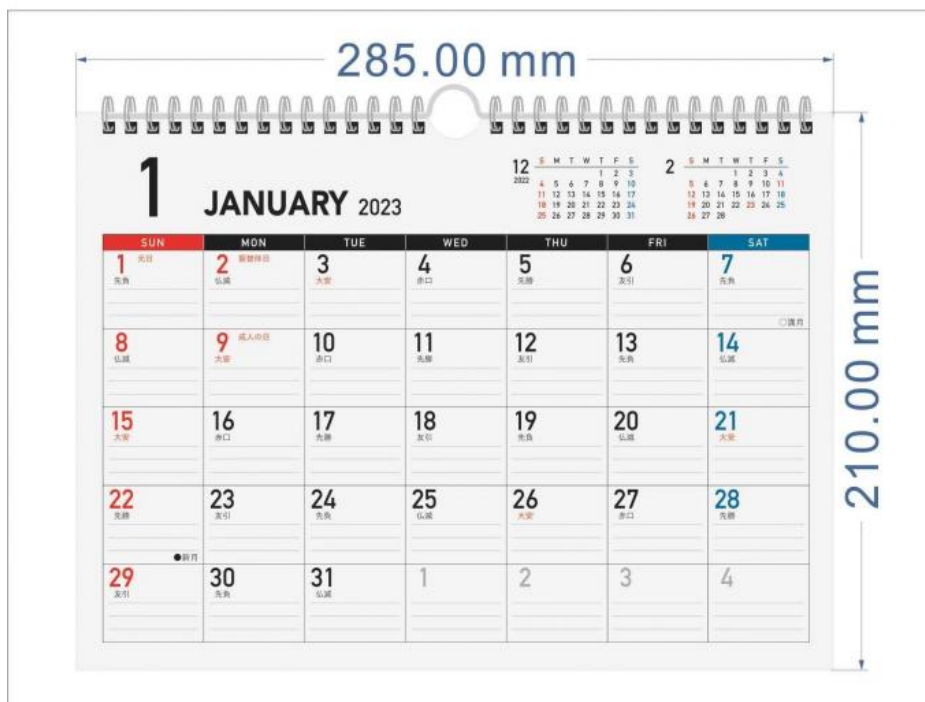 285.00 mm
210.00 mm
1 JANUARY 2023
12 2022
S M T W T F S
1 2 3
4 5 6 7 8 9 10
11 12 13 14 15 16 17
18 19 20 21 22 23 24
25 26 27 28 29 30 31
2
S M T W T F S
1 2 3 4
5 6 7 8 9 10 11
12 13 14 15 16 17 18
19 20 21 22 23 24 25
26 27 28
SUN MON TUE WED THU FRI SAT
1 元日 2 振替休日 3 4 5 6 7
先負 仏滅 大安 赤口 先勝 友引 先負
○満月
8 9 成人の日 10 11 12 13 14
仏滅 大安 赤口 先勝 友引 先負 仏滅
15 16 17 18 19 20 21
大安 赤口 先勝 友引 先負 仏滅 大安
22 23 24 25 26 27 28
先勝 友引 先負 仏滅 大安 赤口 先勝
●新月
29 30 31 1 2 3 4
友引 先負 仏滅